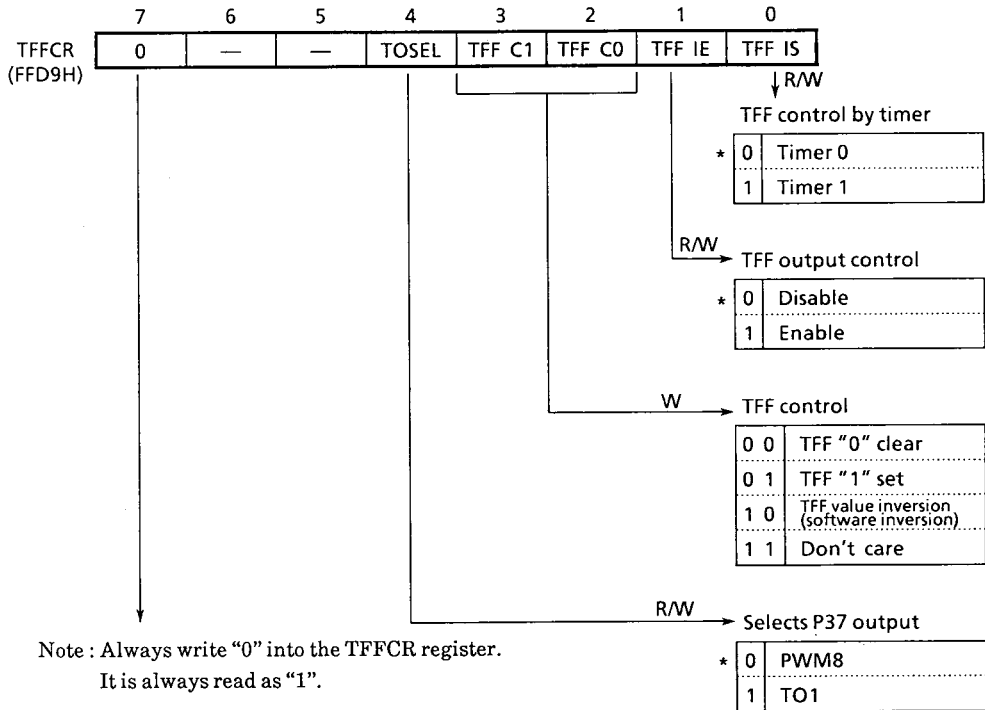 7 6 5 4 3 2 1 0
TFFCR 0 — — TOSEL TFF C1 TFF C0 TFF IE TFF IS
(FFD9H)
R/W
TFF control by timer
* 0 Timer 0
1 Timer 1
R/W
TFF output control
* 0 Disable
1 Enable
W
TFF control
0 0 TFF "0" clear
0 1 TFF "1" set
1 0 TFF value inversion
(software inversion)
1 1 Don't care
R/W
Selects P37 output
* 0 PWM8
1 TO1
Note : Always write “0” into the TFFCR register.
It is always read as “1”.